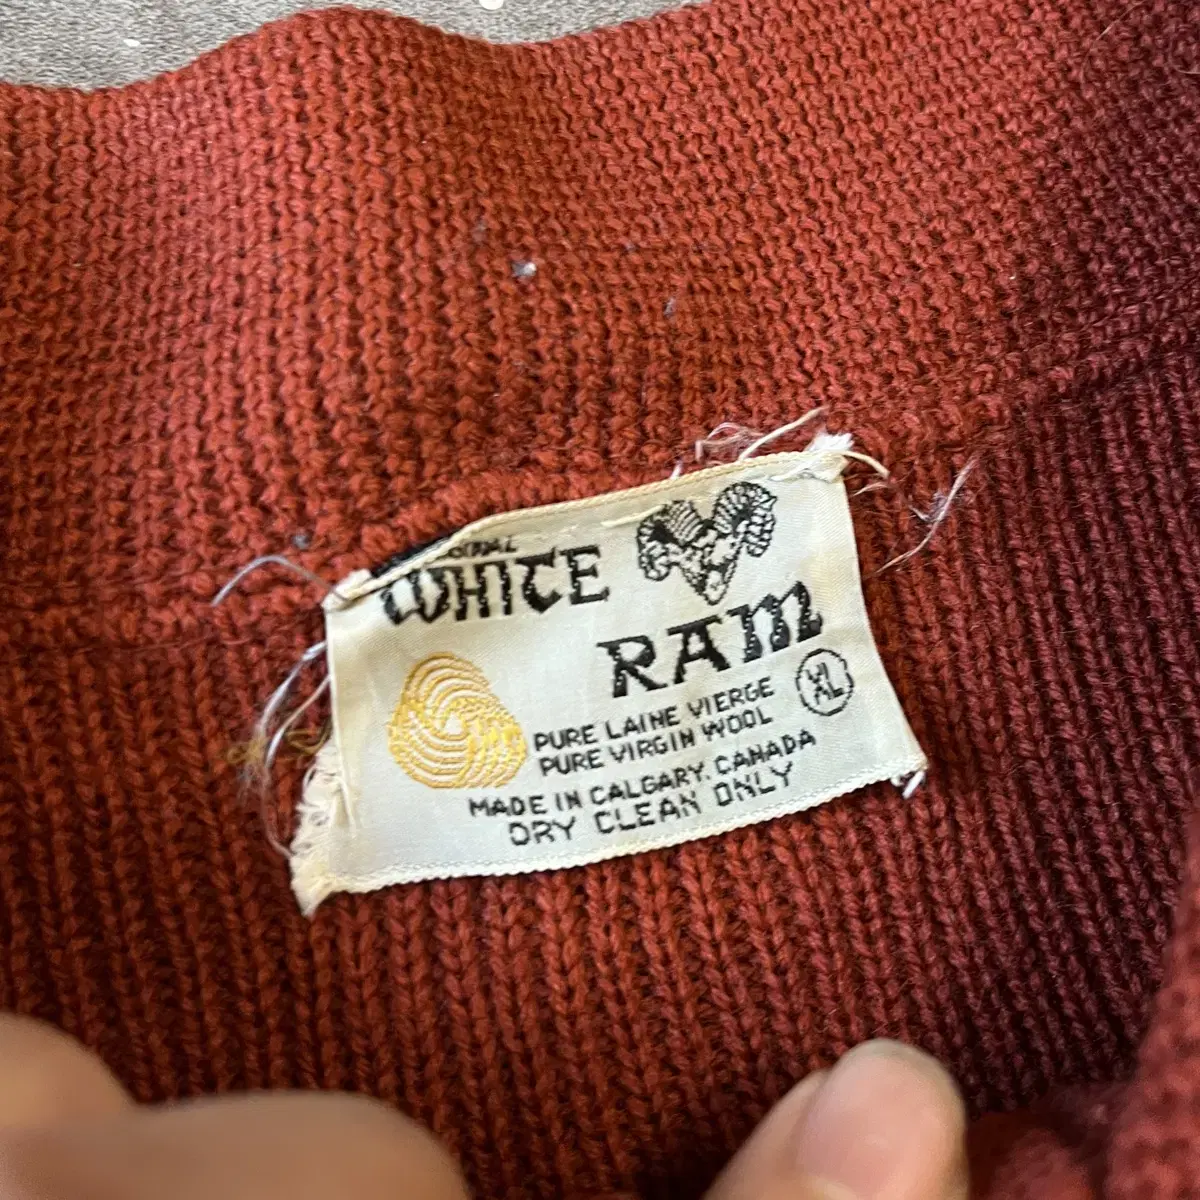 WHITE
RAM
XL
PURE LAINE VIERGE
PURE VIRGIN WOOL
MADE IN CALGARY. CANADA
DRY CLEAN ONLY